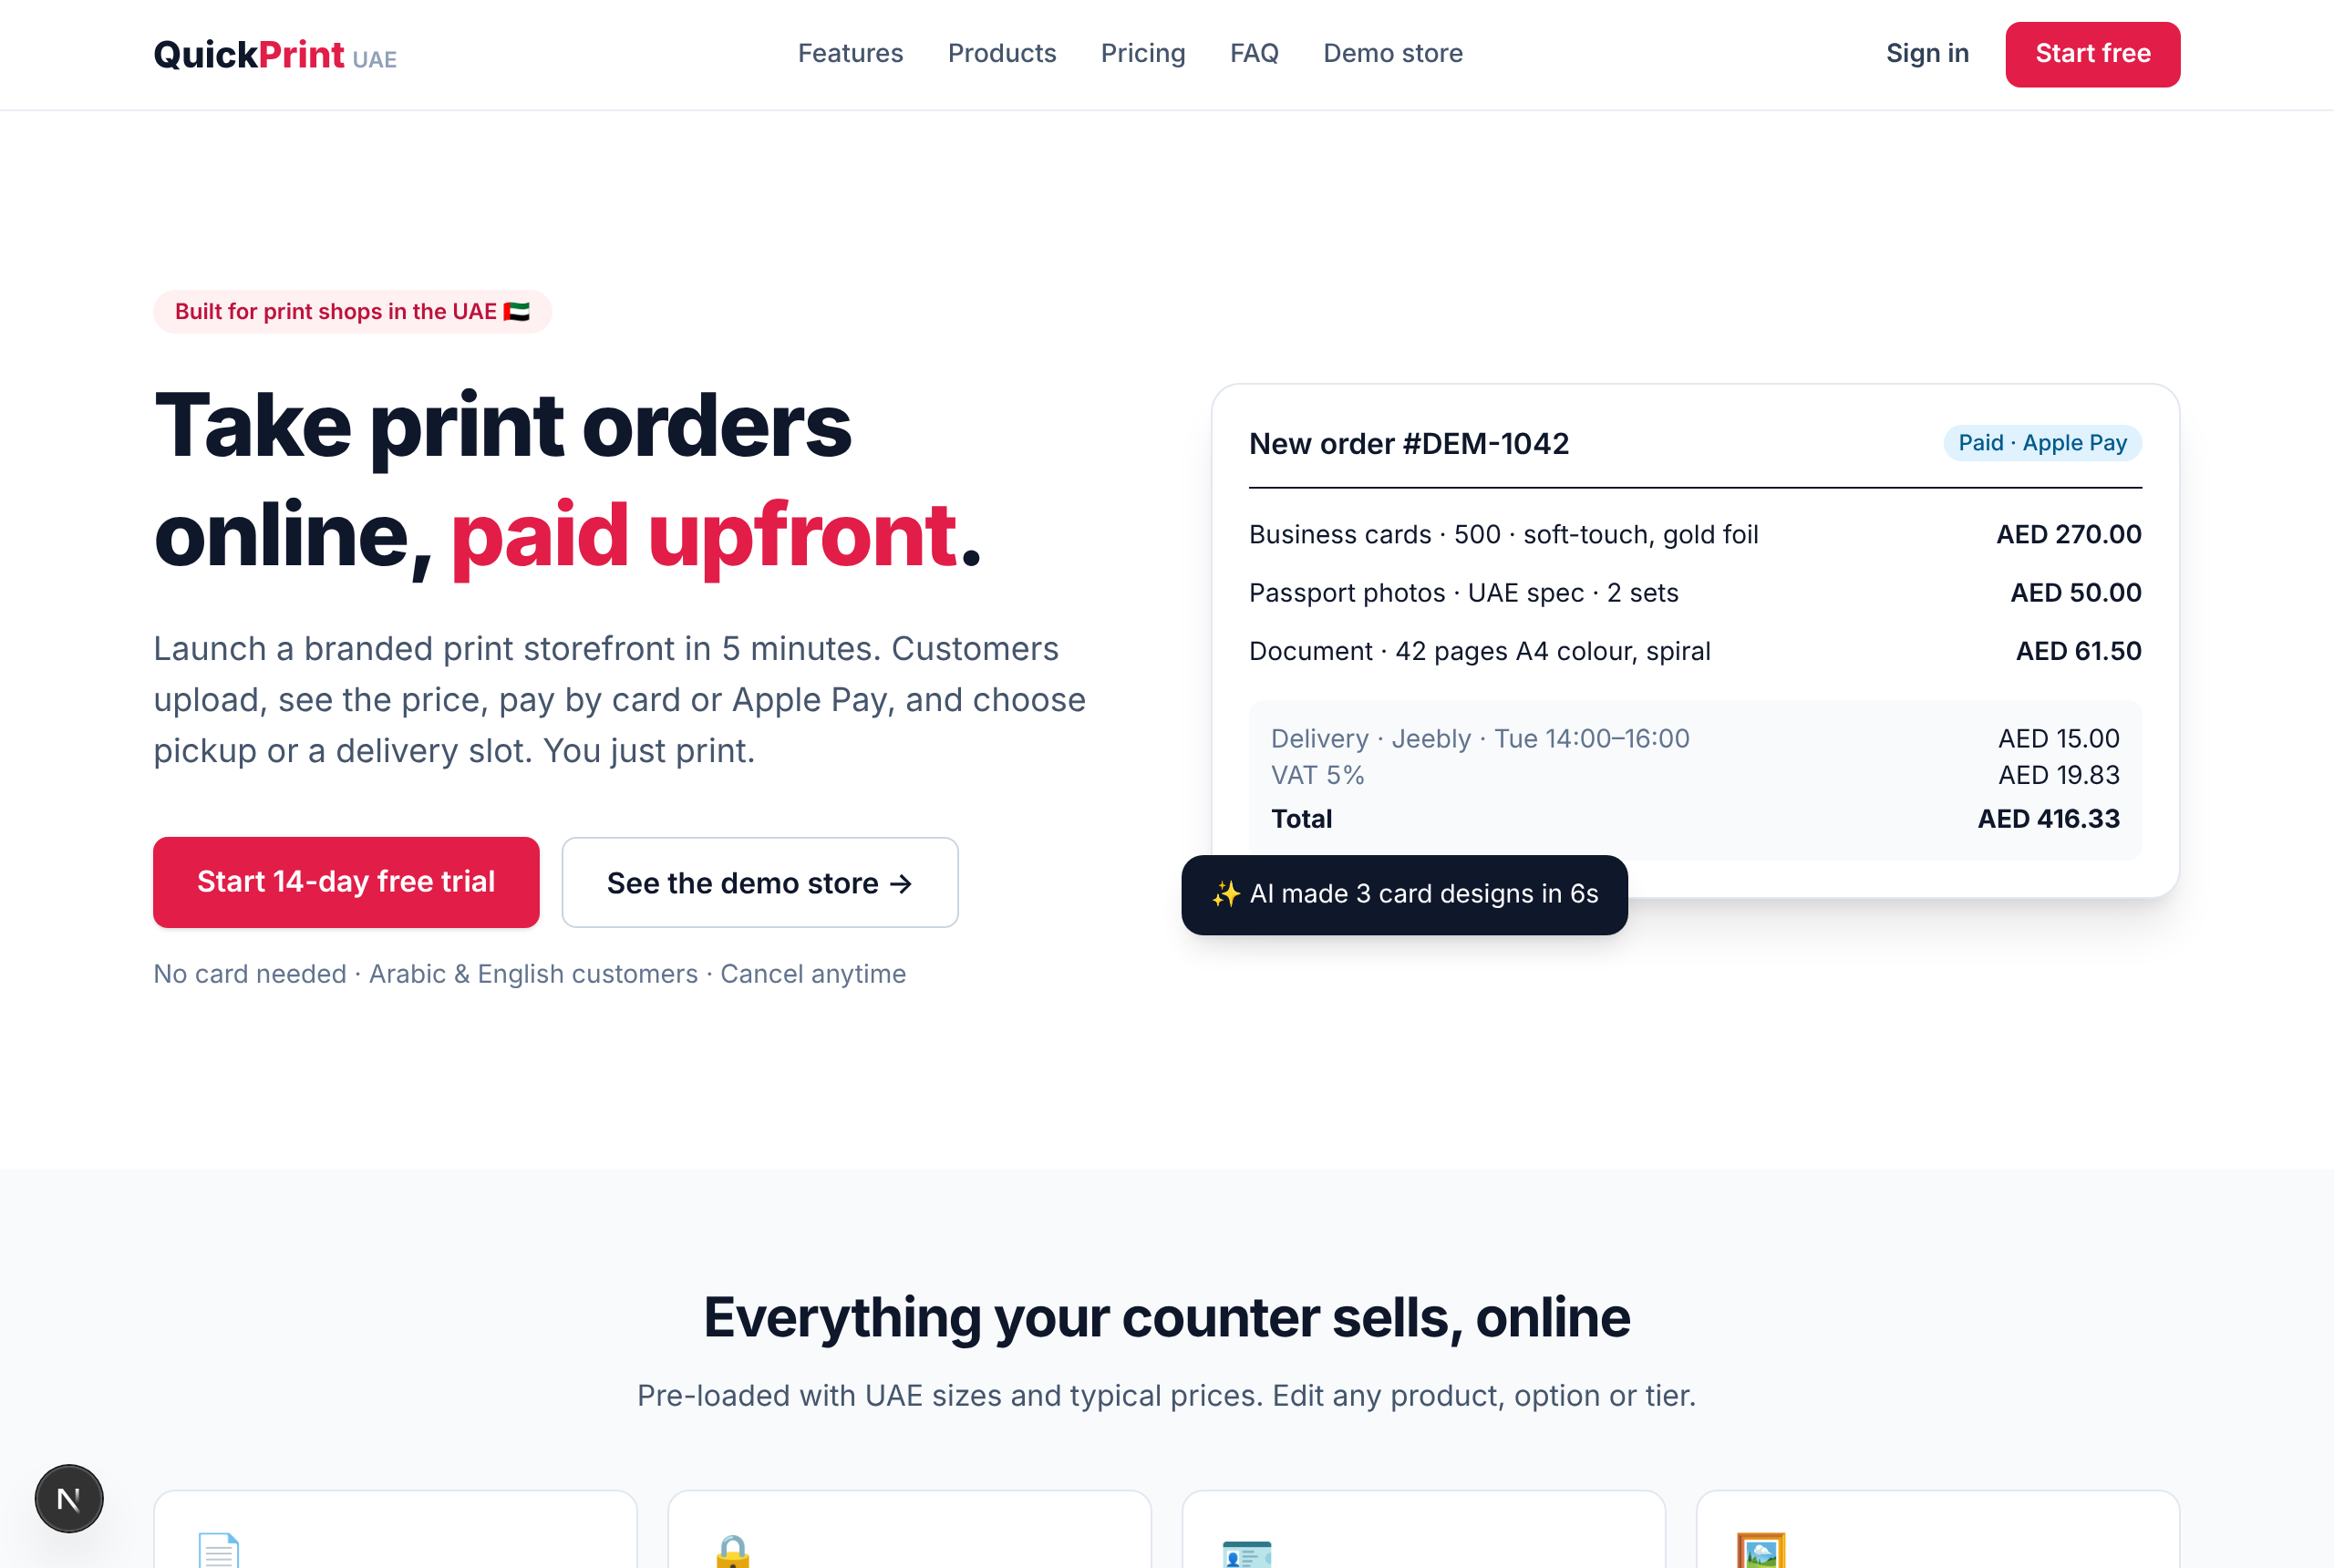 QuickPrint UAE
Features
Products
Pricing
FAQ
Demo store
Sign in
Start free
Built for print shops in the UAE 🇦🇪
Take print orders
online, paid upfront.
Launch a branded print storefront in 5 minutes. Customers
upload, see the price, pay by card or Apple Pay, and choose
pickup or a delivery slot. You just print.
Start 14-day free trial
See the demo store →
No card needed · Arabic & English customers · Cancel anytime
New order #DEM-1042
Paid · Apple Pay
Business cards · 500 · soft-touch, gold foil AED 270.00
Passport photos · UAE spec · 2 sets AED 50.00
Document · 42 pages A4 colour, spiral AED 61.50
Delivery · Jeebly · Tue 14:00–16:00 AED 15.00
VAT 5% AED 19.83
Total AED 416.33
✨ AI made 3 card designs in 6s
Everything your counter sells, online
Pre-loaded with UAE sizes and typical prices. Edit any product, option or tier.
N